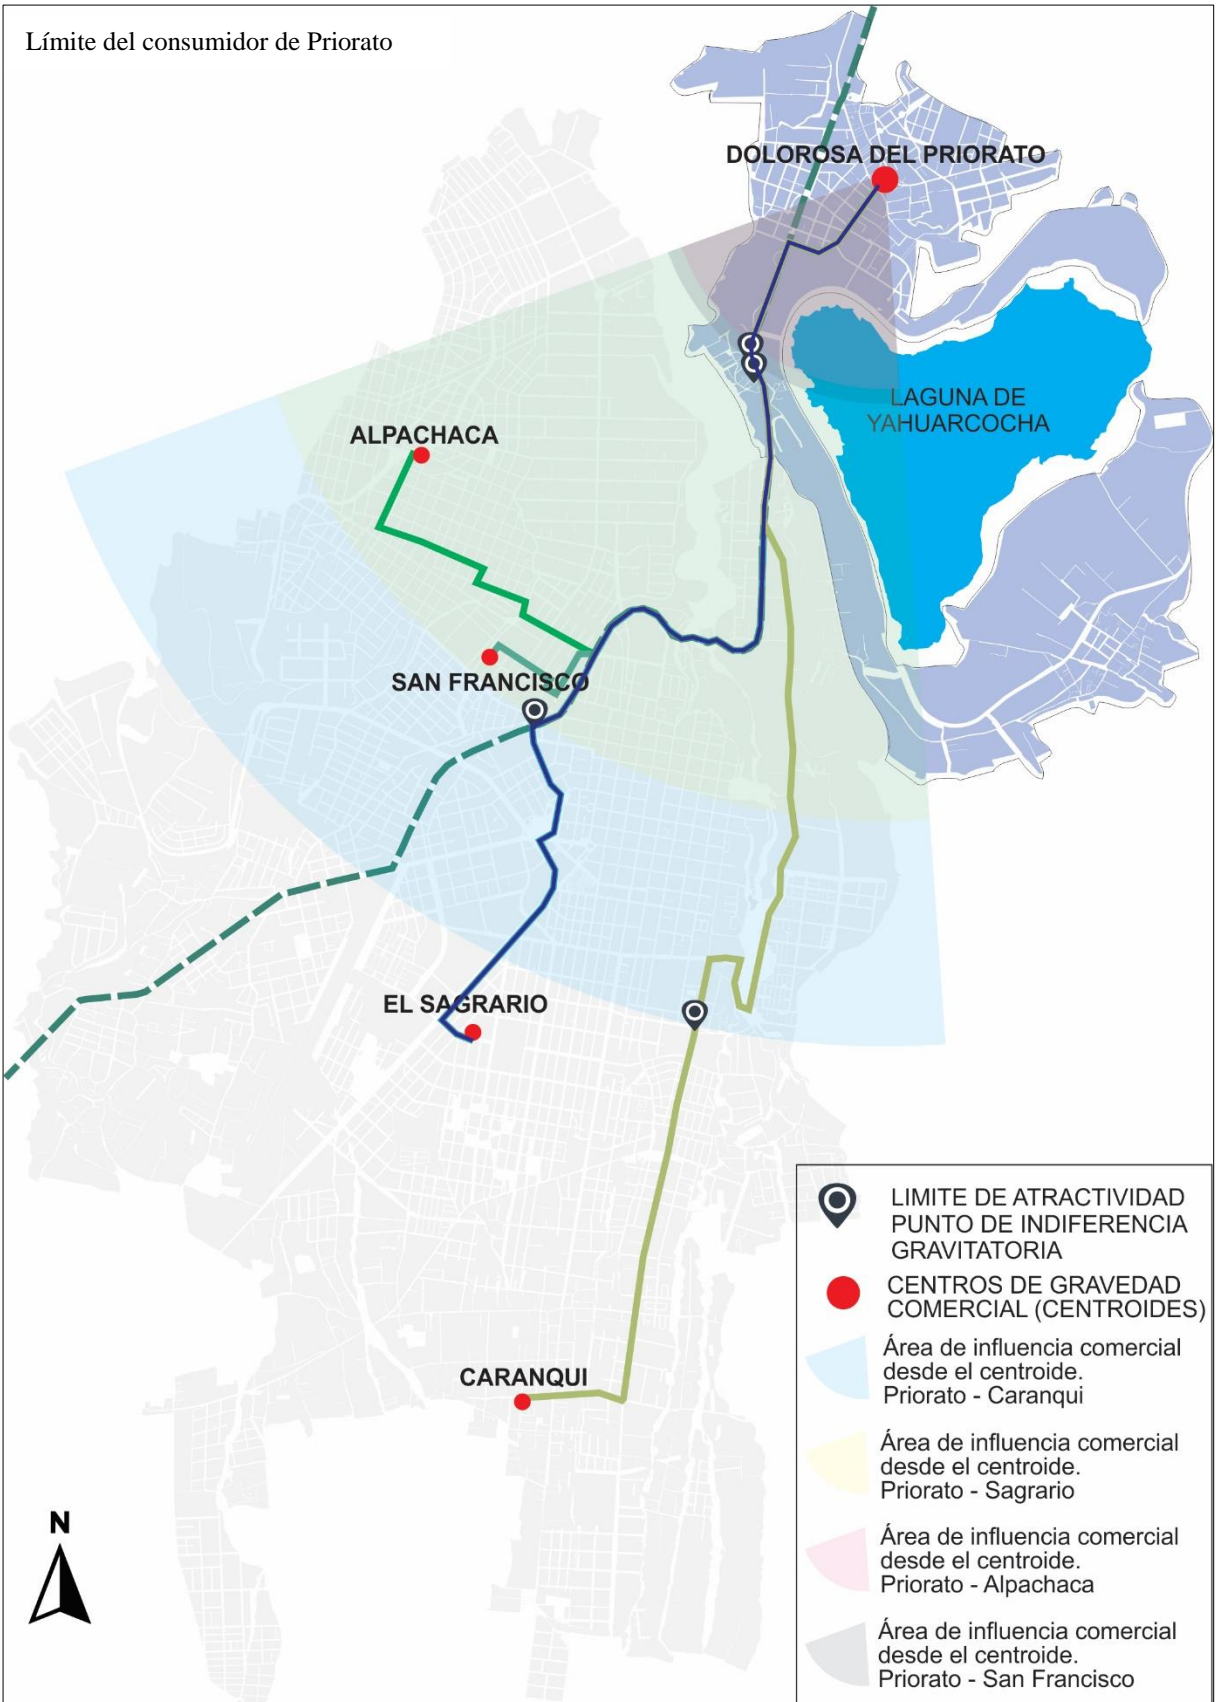 Límite del consumidor de Priorato
DOLOROSA DEL PRIORATO
LAGUNA DE
YAHUARCOCHA
ALPACHACA
SAN FRANCISCO
EL SAGRARIO
CARANQUI
N
LIMITE DE ATRACTIVIDAD
PUNTO DE INDIFERENCIA
GRAVITATORIA
CENTROS DE GRAVEDAD
COMERCIAL (CENTROIDES)
Área de influencia comercial
desde el centroide.
Priorato - Caranqui
Área de influencia comercial
desde el centroide.
Priorato - Sagrario
Área de influencia comercial
desde el centroide.
Priorato - Alpachaca
Área de influencia comercial
desde el centroide.
Priorato - San Francisco